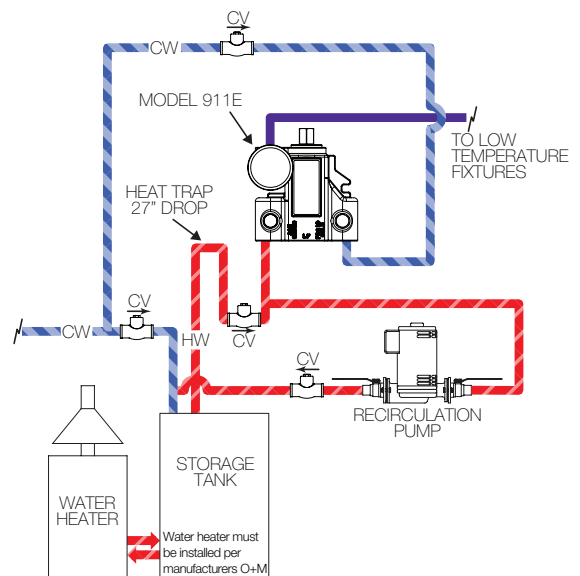 CV
CW
MODEL 911E
TO LOW
TEMPERATURE
FIXTURES
HEAT TRAP
27" DROP
CV
CW
HW
CV
CV
RECIRCULATION
PUMP
STORAGE
TANK
WATER
HEATER
Water heater must
be installed per
manufacturers O+M